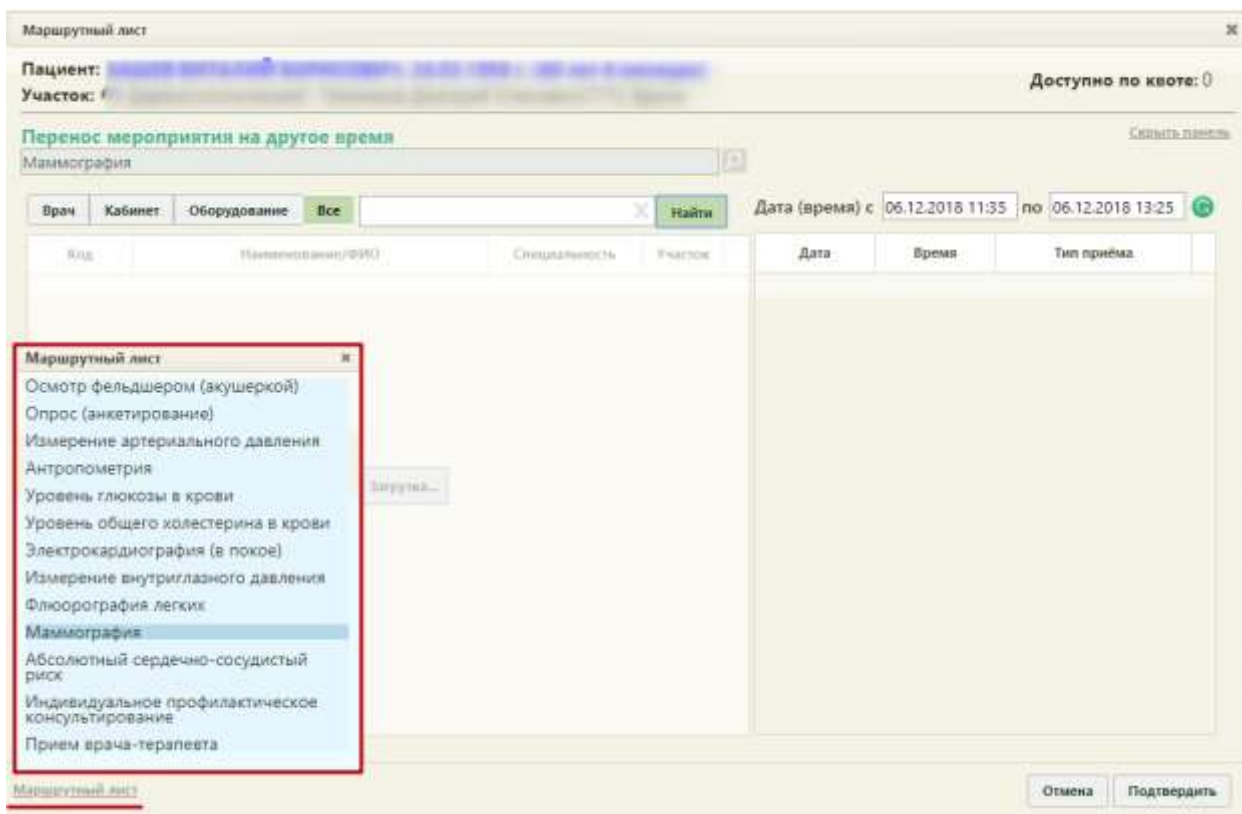 Маршрутный лист
Пациент:
Участок:
Доступно по квоте: 0
Перенос мероприятия на другое время
Скрыть панель
Маммография
Врач Кабинет Оборудование Все Найти
Дата (время) с 06.12.2018 11:35 по 06.12.2018 13:25
Код Наименование/ФИО Специальность Участок
Дата Время Тип приёма
Маршрутный лист
Осмотр фельдшером (акушеркой)
Опрос (анкетирование)
Измерение артериального давления
Антропометрия
Уровень глюкозы в крови
Загрузка...
Уровень общего холестерина в крови
Электрокардиография (в покое)
Измерение внутриглазного давления
Флюорография легких
Маммография
Абсолютный сердечно-сосудистый
риск
Индивидуальное профилактическое
консультирование
Прием врача-терапевта
Маршрутный лист
Отмена Подтвердить